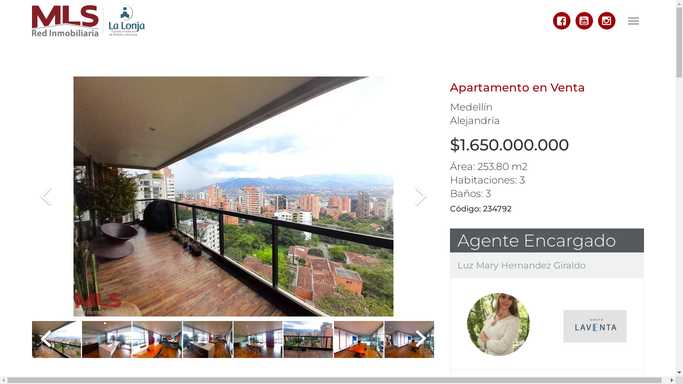 MLS
Red Inmobiliaria
La Lonja
Apartamento en Venta
Medellín
Alejandría
$1.650.000.000
Área: 253.80 m2
Habitaciones: 3
Baños: 3
Código: 234792
Agente Encargado
Luz Mary Hernandez Giraldo
MLS
LAVENTA